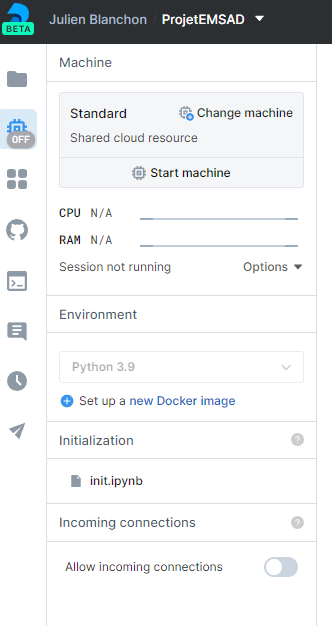 BETA
Julien Blanchon ProjetEMSAD
Machine
OFF
Standard Change machine
Shared cloud resource
Start machine
CPU N/A
RAM N/A
Session not running Options
Environment
Python 3.9
Set up a new Docker image
Initialization ?
init.ipynb
Incoming connections ?
Allow incoming connections